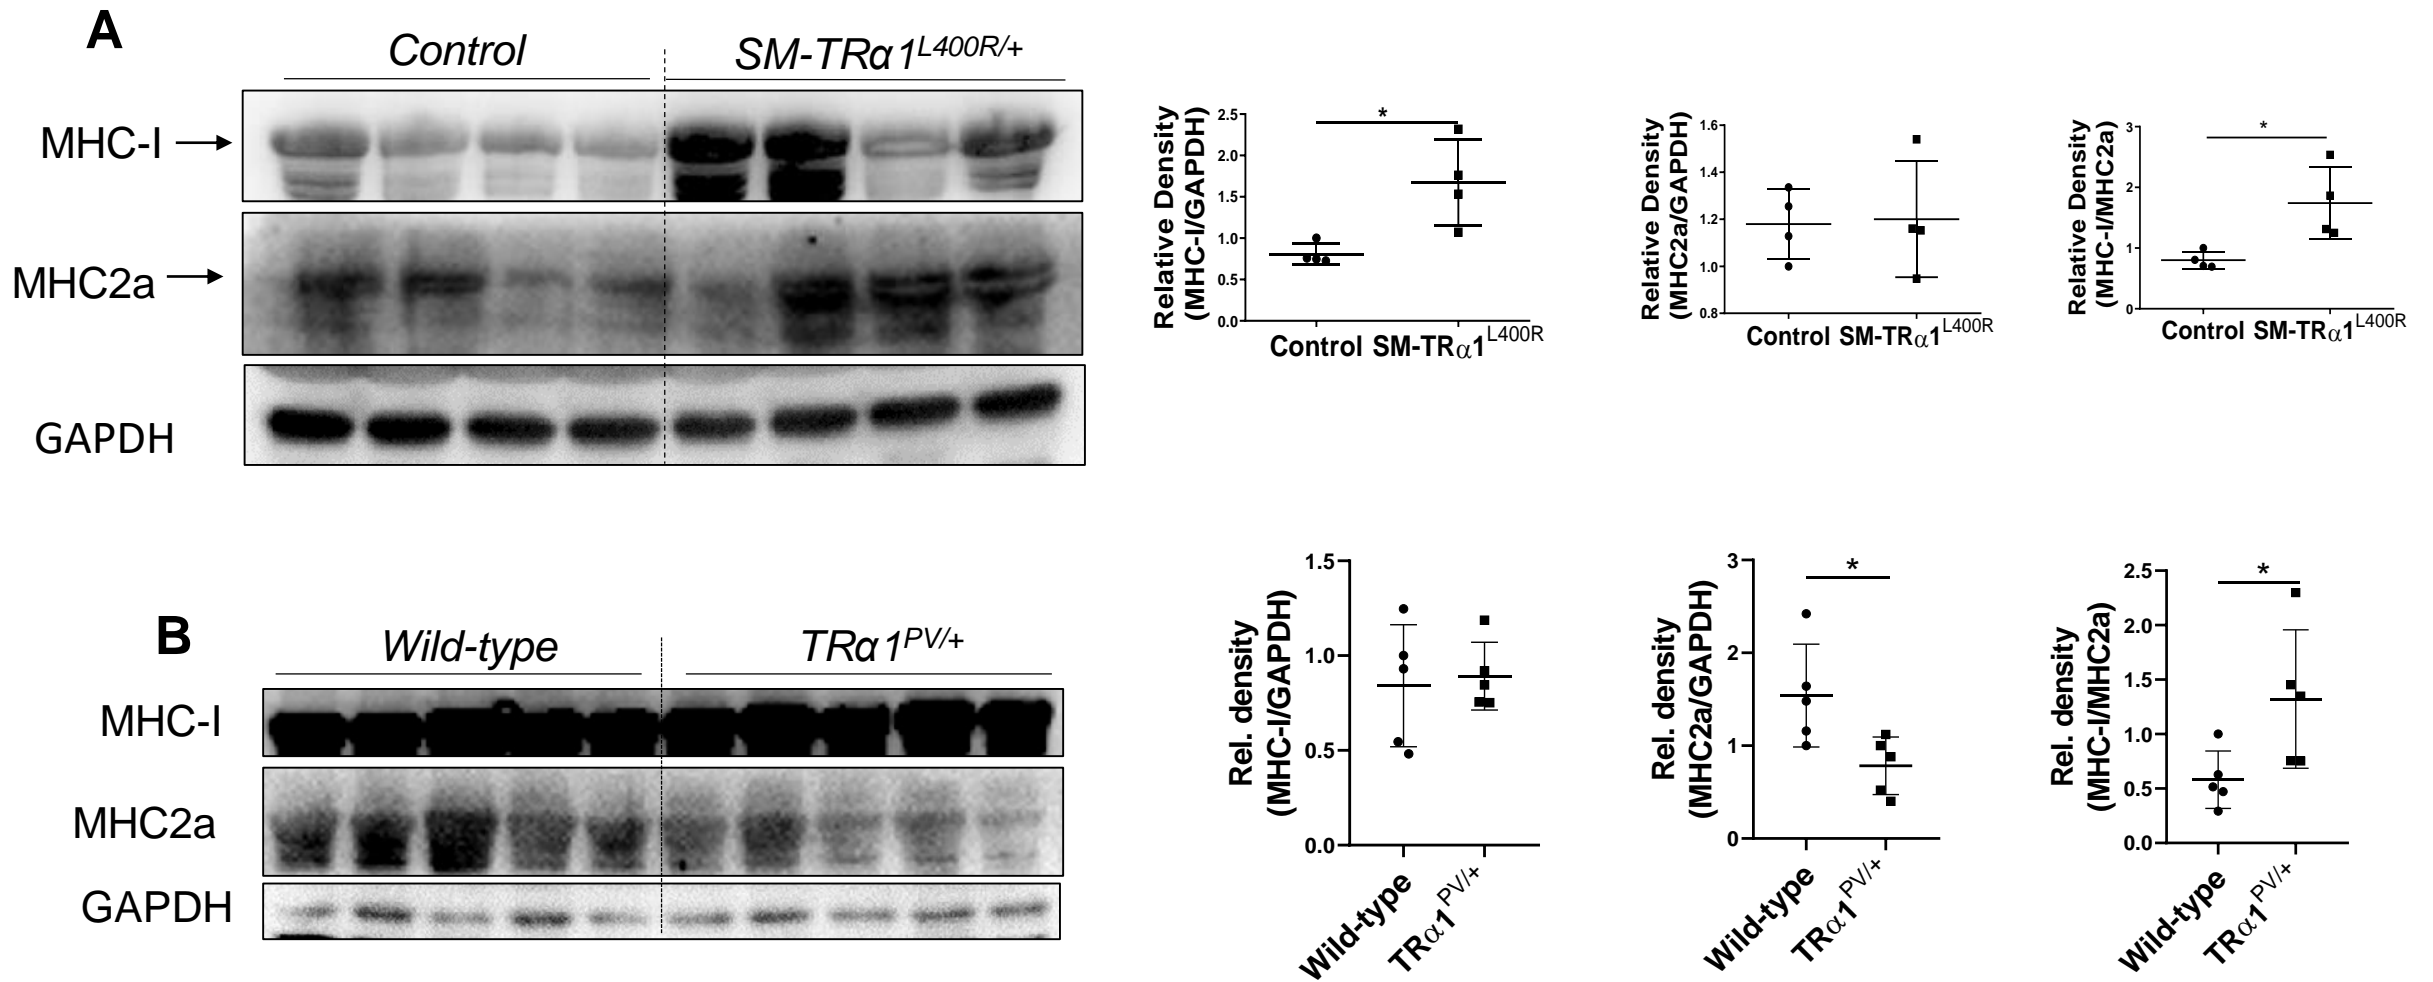 A
Control
SM-TRα1L400R/+
MHC-I
MHC2a
GAPDH
Relative Density
(MHC-I/GAPDH)
2.5
2.0
1.5
1.0
0.5
0.0
*
Control SM-TRα1L400R
Relative Density
(MHC2a/GAPDH)
1.6
1.4
1.2
1.0
0.8
Control SM-TRα1L400R
Relative Density
(MHC-I/MHC2a)
3
2
1
0
*
Control SM-TRα1L400R
B
Wild-type
TRα1PV/+
MHC-I
MHC2a
GAPDH
Rel. density
(MHC-I/GAPDH)
1.5
1.0
0.5
0.0
Wild-type
TRα1PV/+
Rel. density
(MHC2a/GAPDH)
3
2
1
0
*
Wild-type
TRα1PV/+
Rel. density
(MHC-I/MHC2a)
2.5
2.0
1.5
1.0
0.5
0.0
*
Wild-type
TRα1PV/+